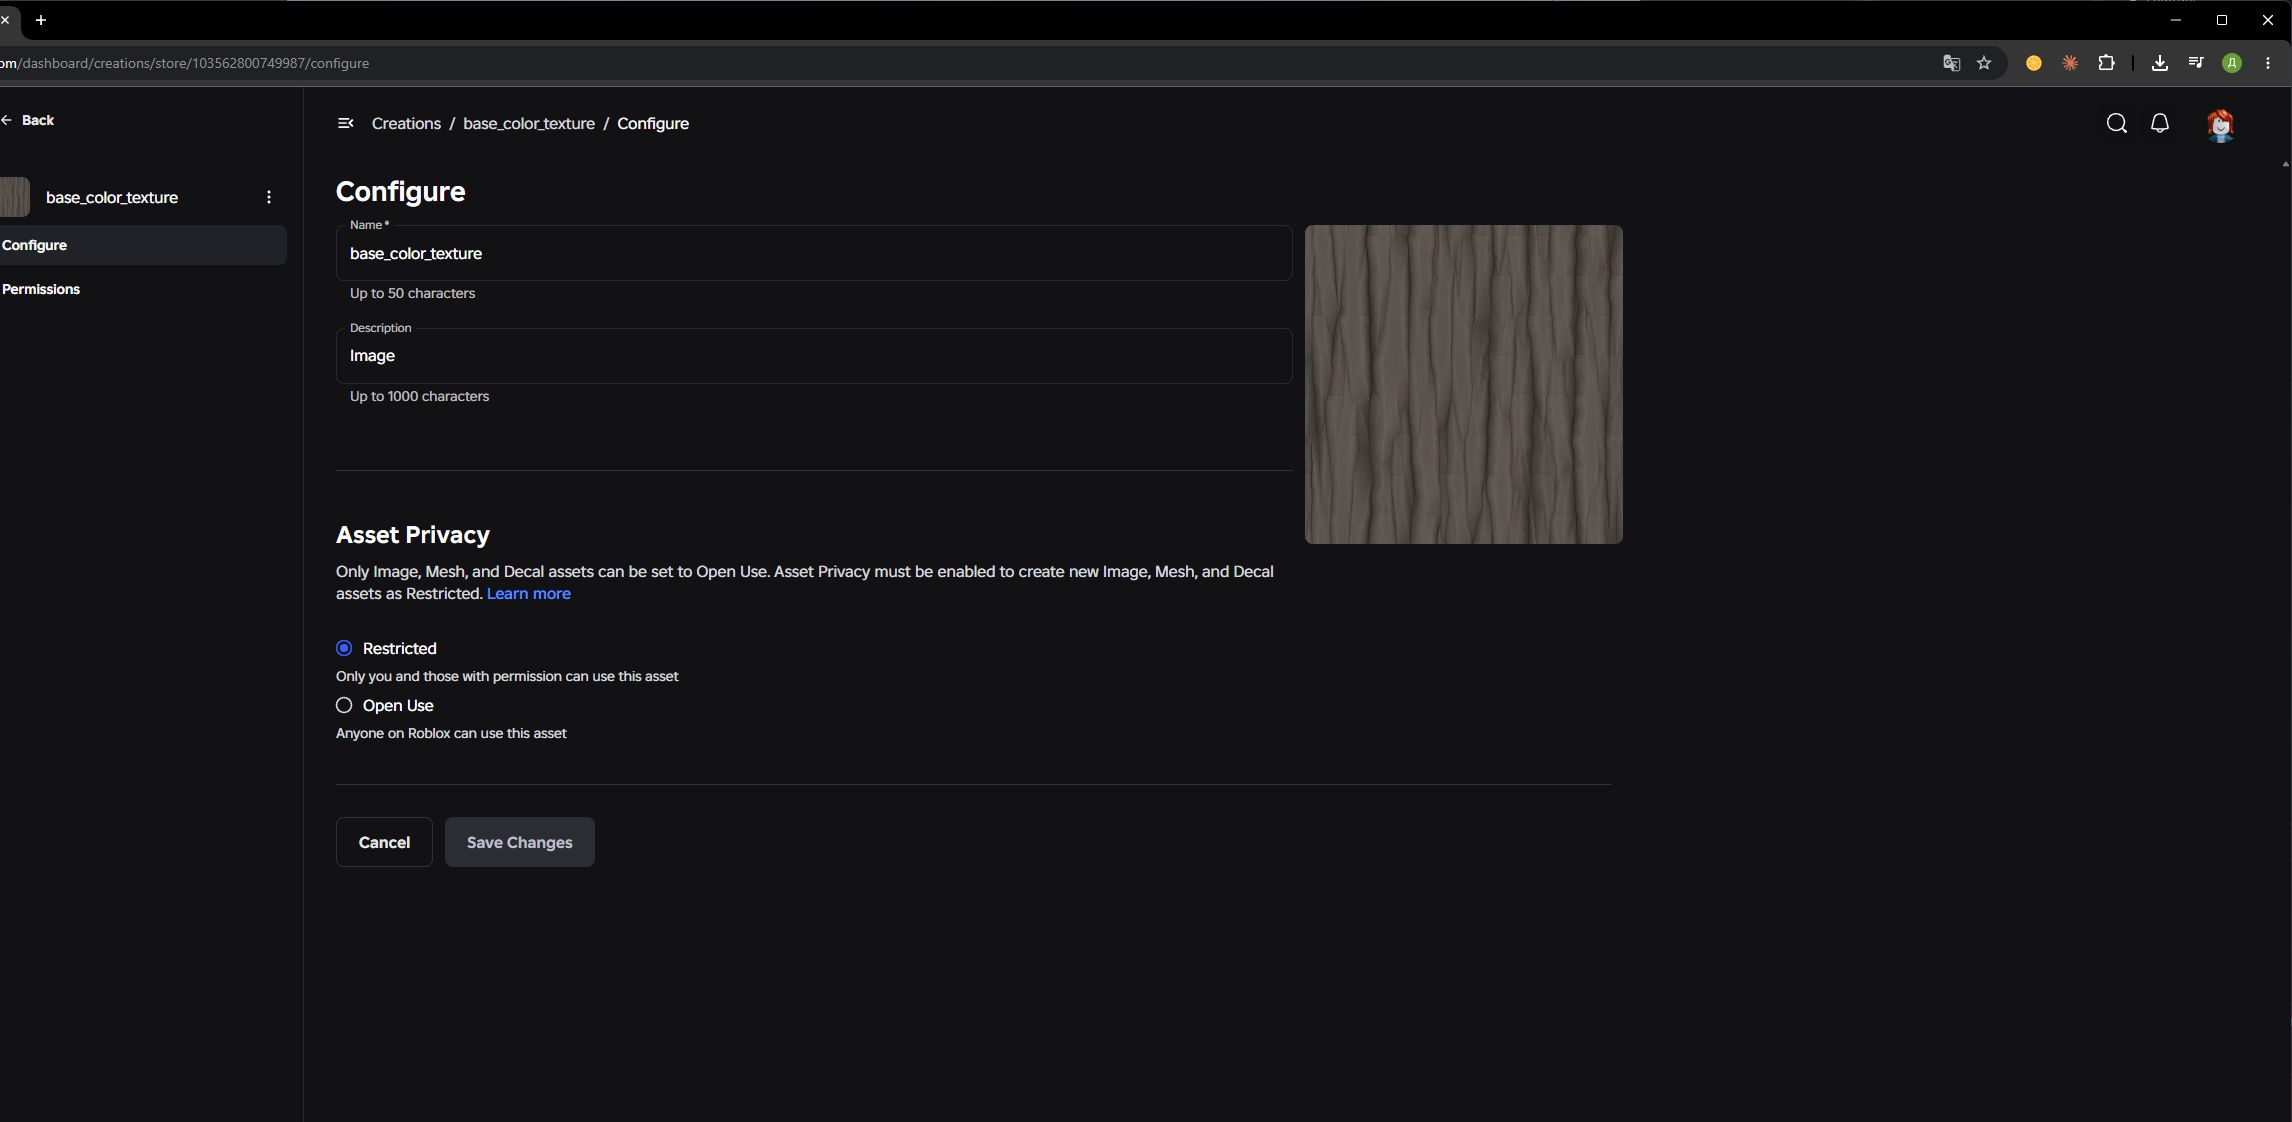 om/dashboard/creations/store/103562800749987/configure
Д
Back
Creations / base_color_texture / Configure
base_color_texture
Configure
Permissions
Configure
Name *
base_color_texture
Up to 50 characters
Description
Image
Up to 1000 characters
Asset Privacy
Only Image, Mesh, and Decal assets can be set to Open Use. Asset Privacy must be enabled to create new Image, Mesh, and Decal
assets as Restricted. Learn more
Restricted
Only you and those with permission can use this asset
Open Use
Anyone on Roblox can use this asset
Cancel
Save Changes